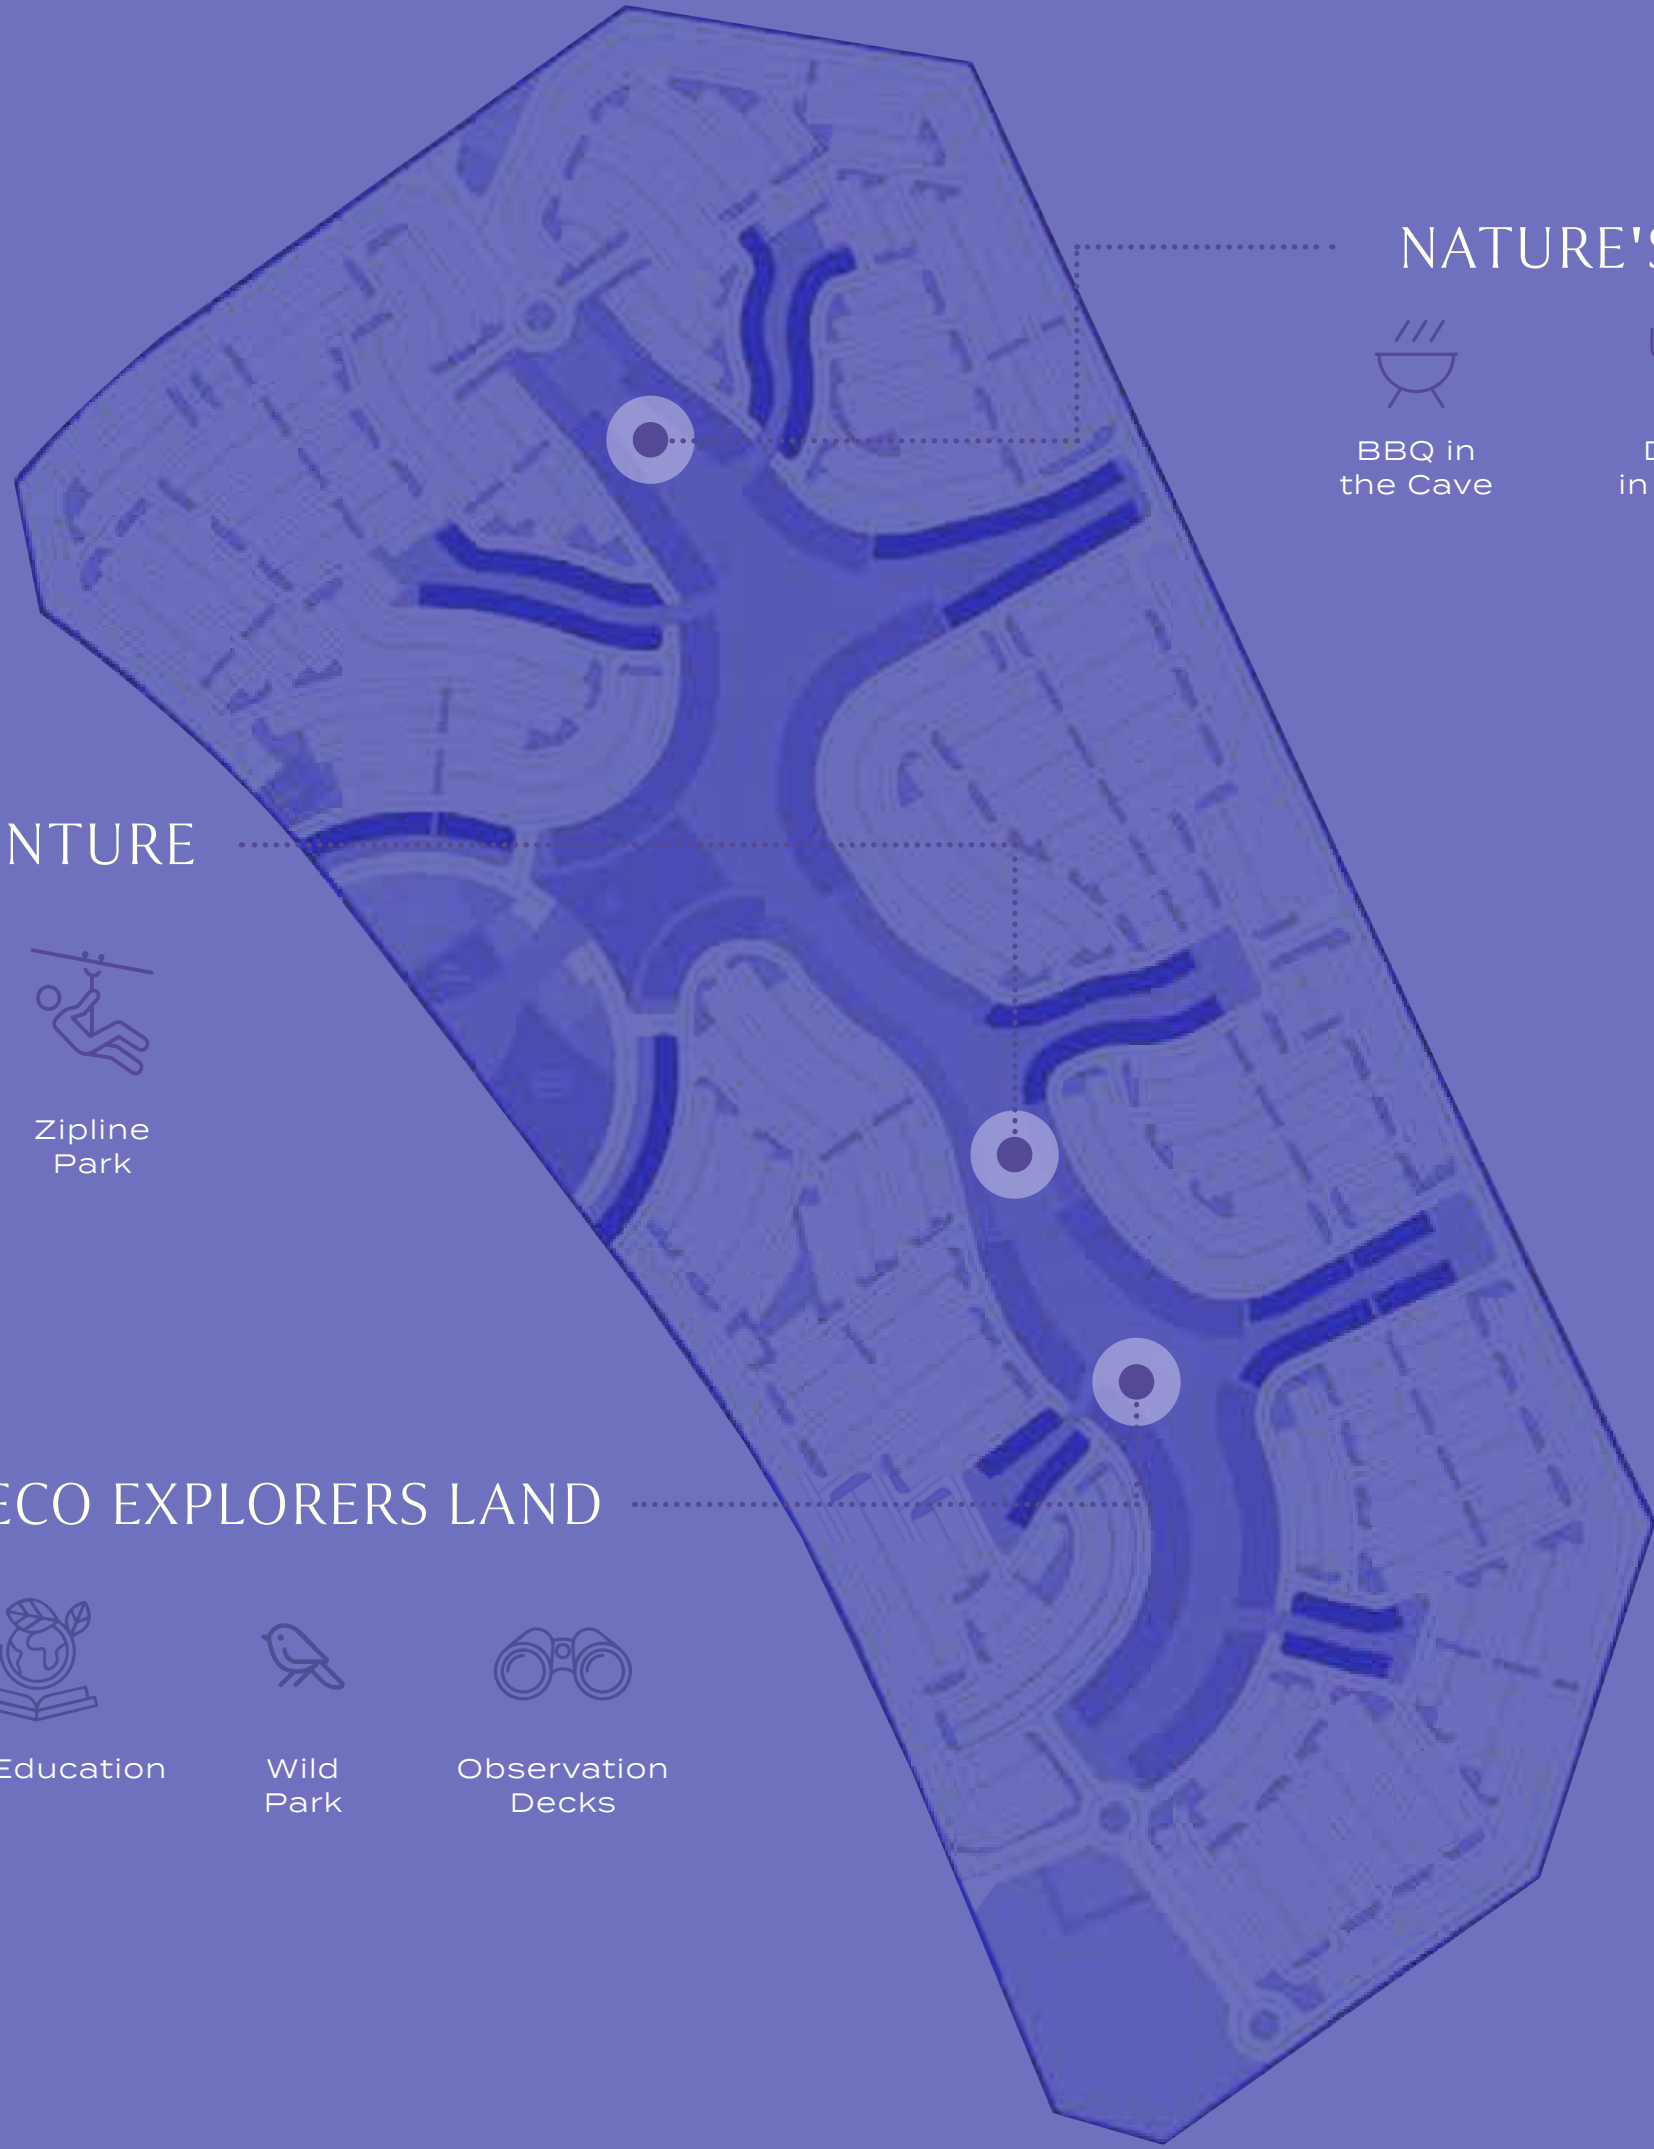 NATURE'S
BBQ in
the Cave
in
NTURE
Zipline
Park
ECO EXPLORERS LAND
Education
Wild
Park
Observation
Decks